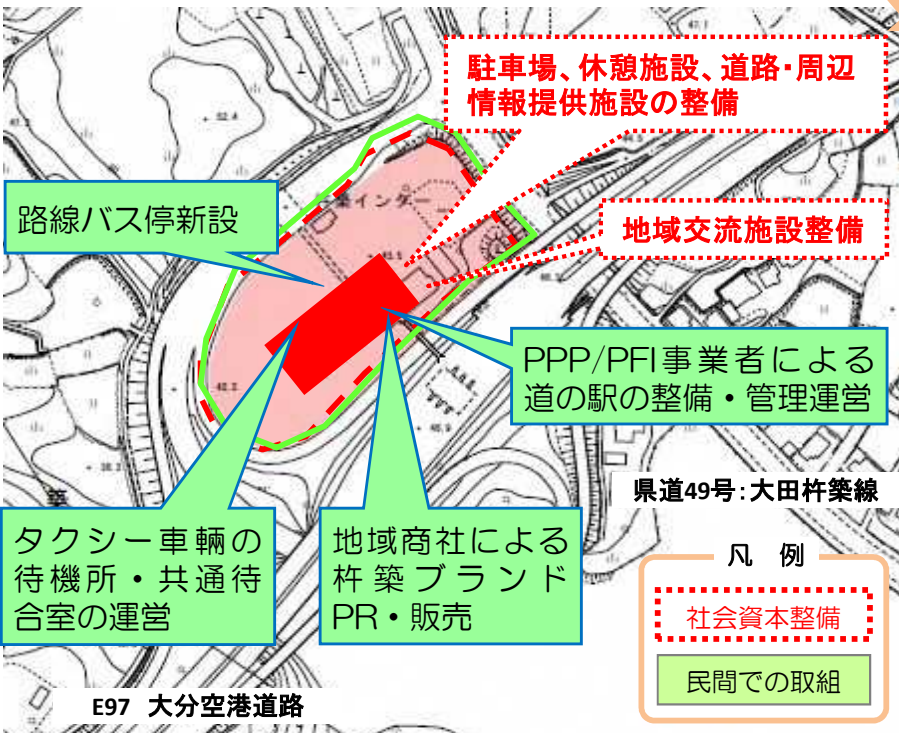 駐車場、休憩施設、道路・周辺
情報提供施設の整備
路線バス停新設
インター
地域交流施設整備
PPP/PFI事業者による
道の駅の整備・管理運営
県道49号:大田杵築線
タクシー車輌の
待機所・共通待
合室の運営
地域商社による
杵築ブランド
PR・販売
凡 例
社会資本整備
民間での取組
E97 大分空港道路